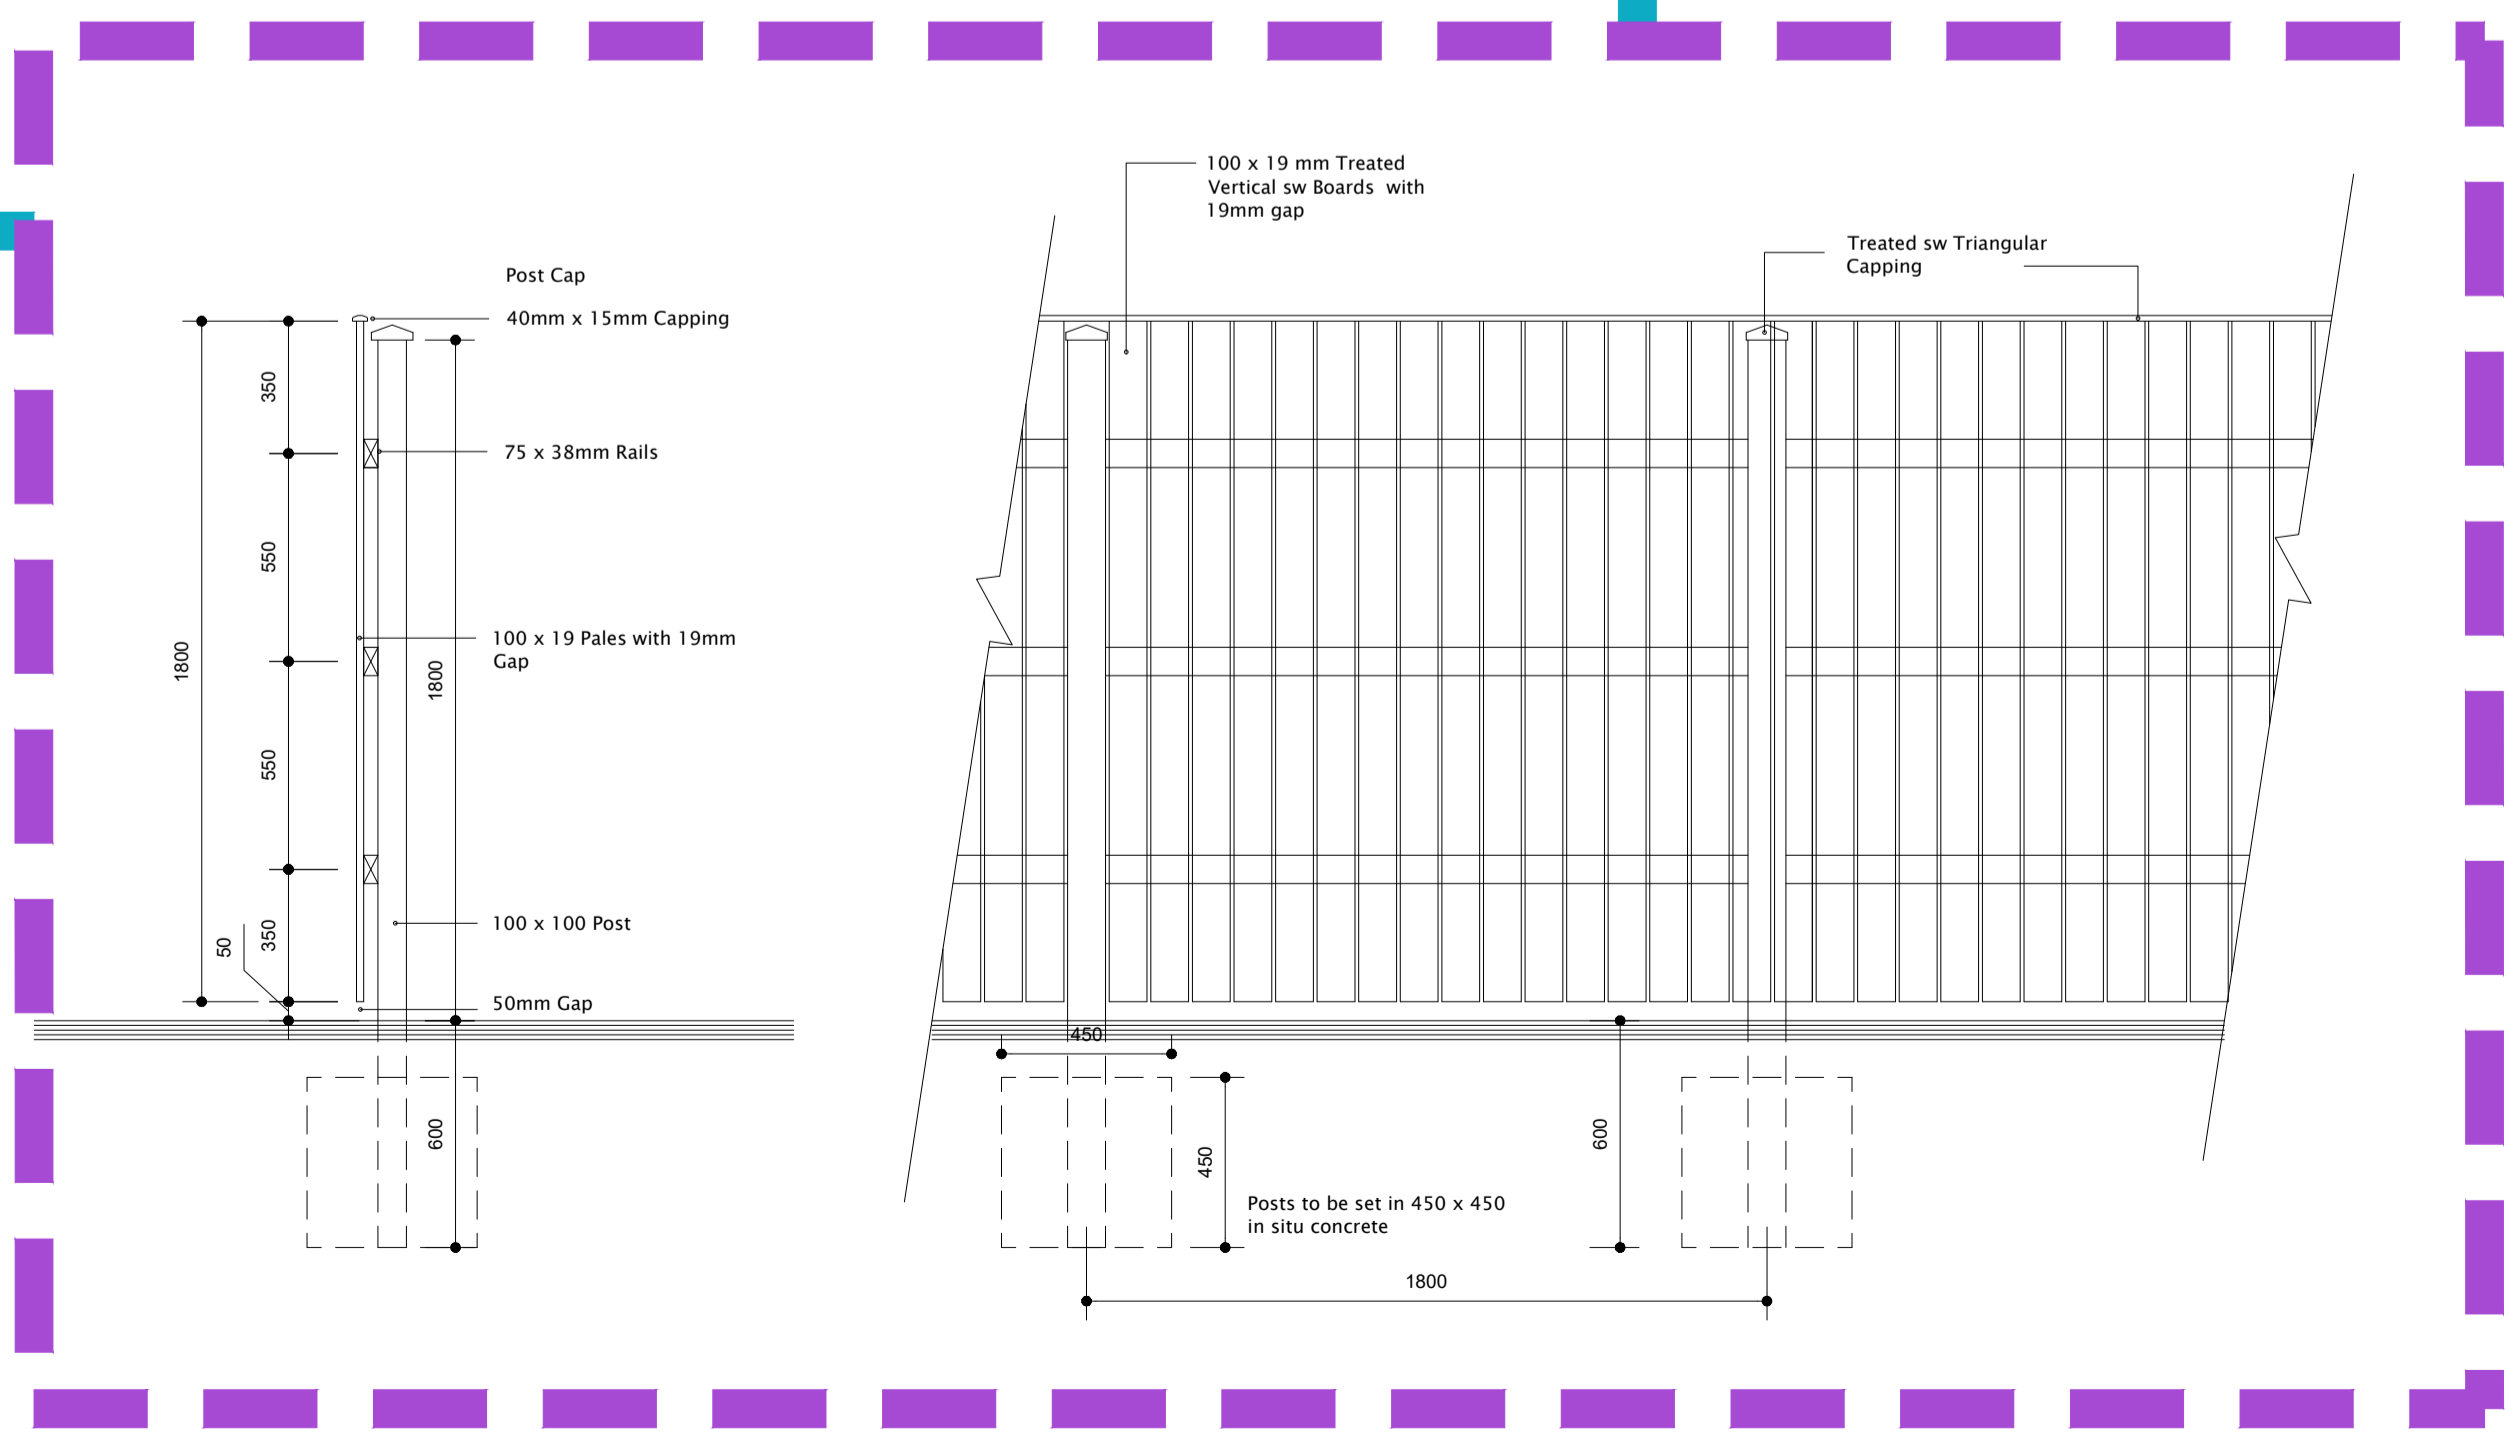 100 x 19 mm Treated
Vertical sw Boards with
19mm gap
Treated sw Triangular
Capping
Post Cap
40mm x 15mm Capping
350
75 x 38mm Rails
550
1800
100 x 19 Pales with 19mm
Gap
1800
550
350
50
100 x 100 Post
50mm Gap
450
600
450
600
Posts to be set in 450 x 450
in situ concrete
1800